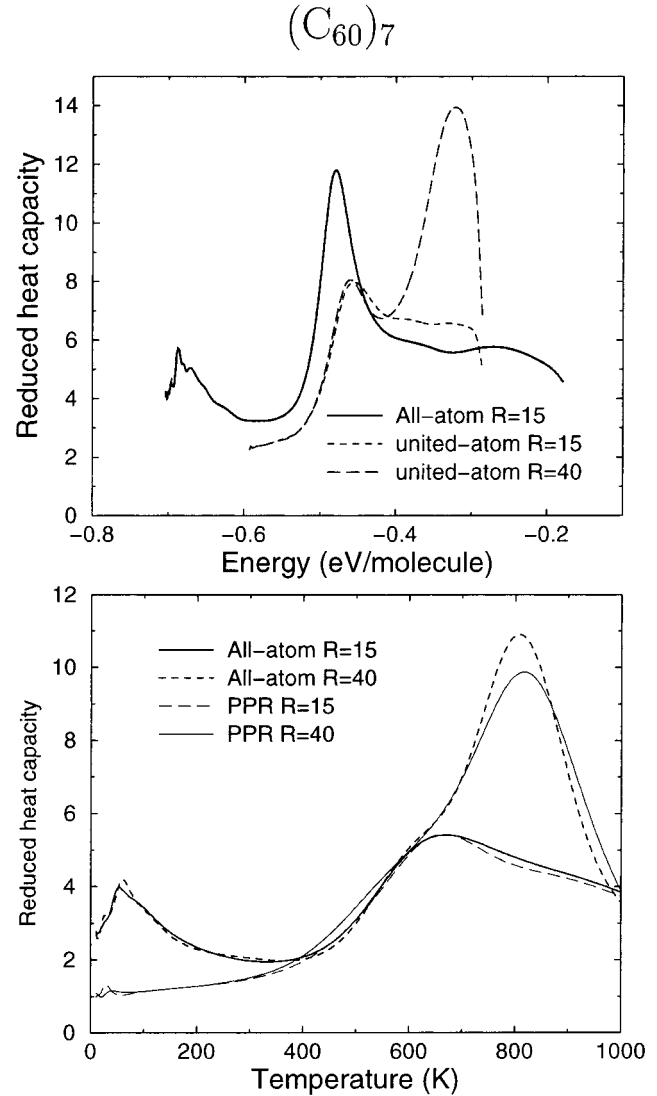 (C₆₀)₇
14
12
10
8
6
4
2
0
Reduced heat capacity
All−atom R=15
united−atom R=15
united−atom R=40
−0.8 −0.6 −0.4 −0.2
Energy (eV/molecule)
12
10
8
6
4
2
0
Reduced heat capacity
All−atom R=15
All−atom R=40
PPR R=15
PPR R=40
0 200 400 600 800 1000
Temperature (K)